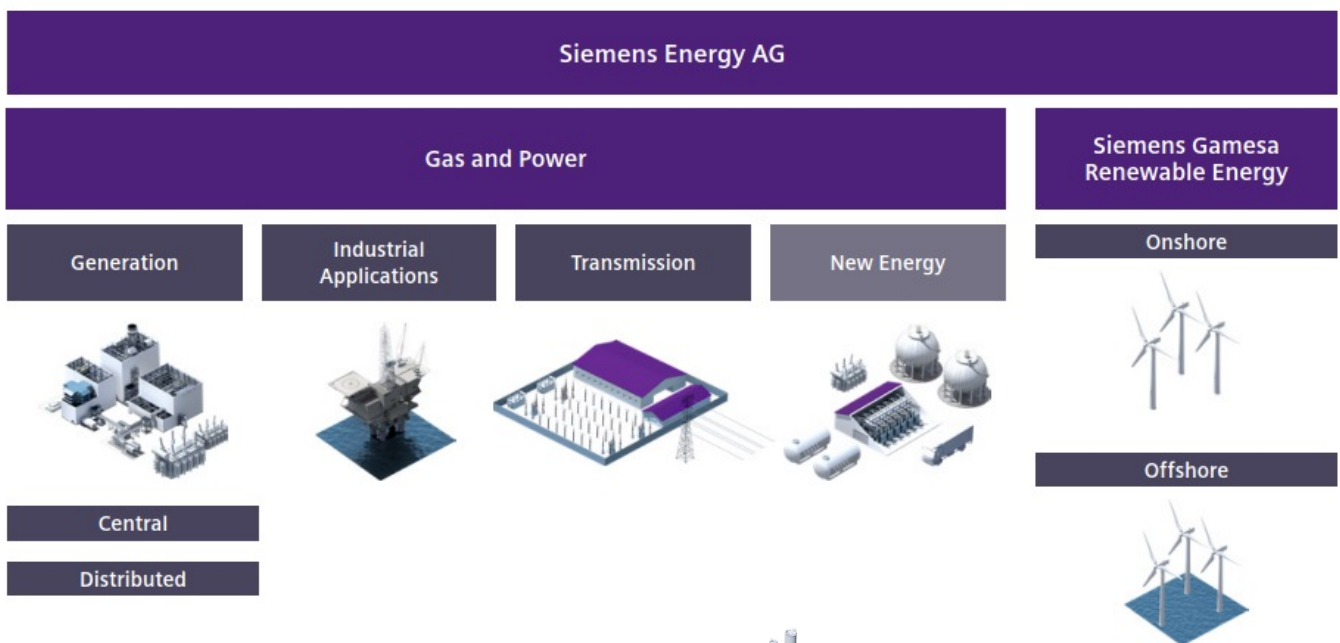 Siemens Energy AG
Gas and Power
Siemens Gamesa
Renewable Energy
Generation
Industrial
Applications
Transmission
New Energy
Onshore
Offshore
Central
Distributed